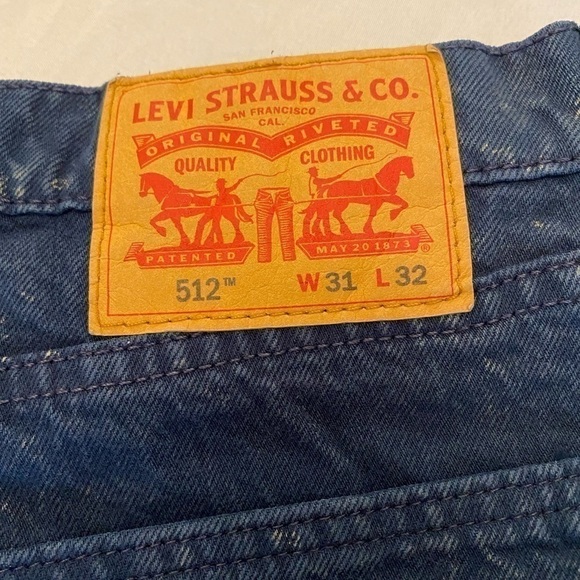 LEVI STRAUSS & CO.
SAN FRANCISCO
CAL.
ORIGINAL RIVETED
QUALITY CLOTHING
PATENTED MAY 20 1873 ®
512™ W 31 L 32